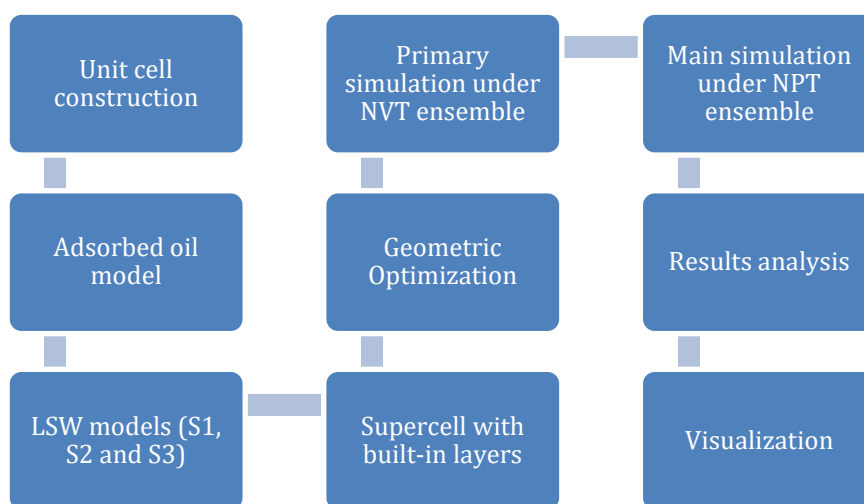 Unit cell
construction
Adsorbed oil
model
LSW models (S1,
S2 and S3)
Supercell with
built-in layers
Geometric
Optimization
Primary
simulation under
NVT ensemble
Main simulation
under NPT
ensemble
Results analysis
Visualization